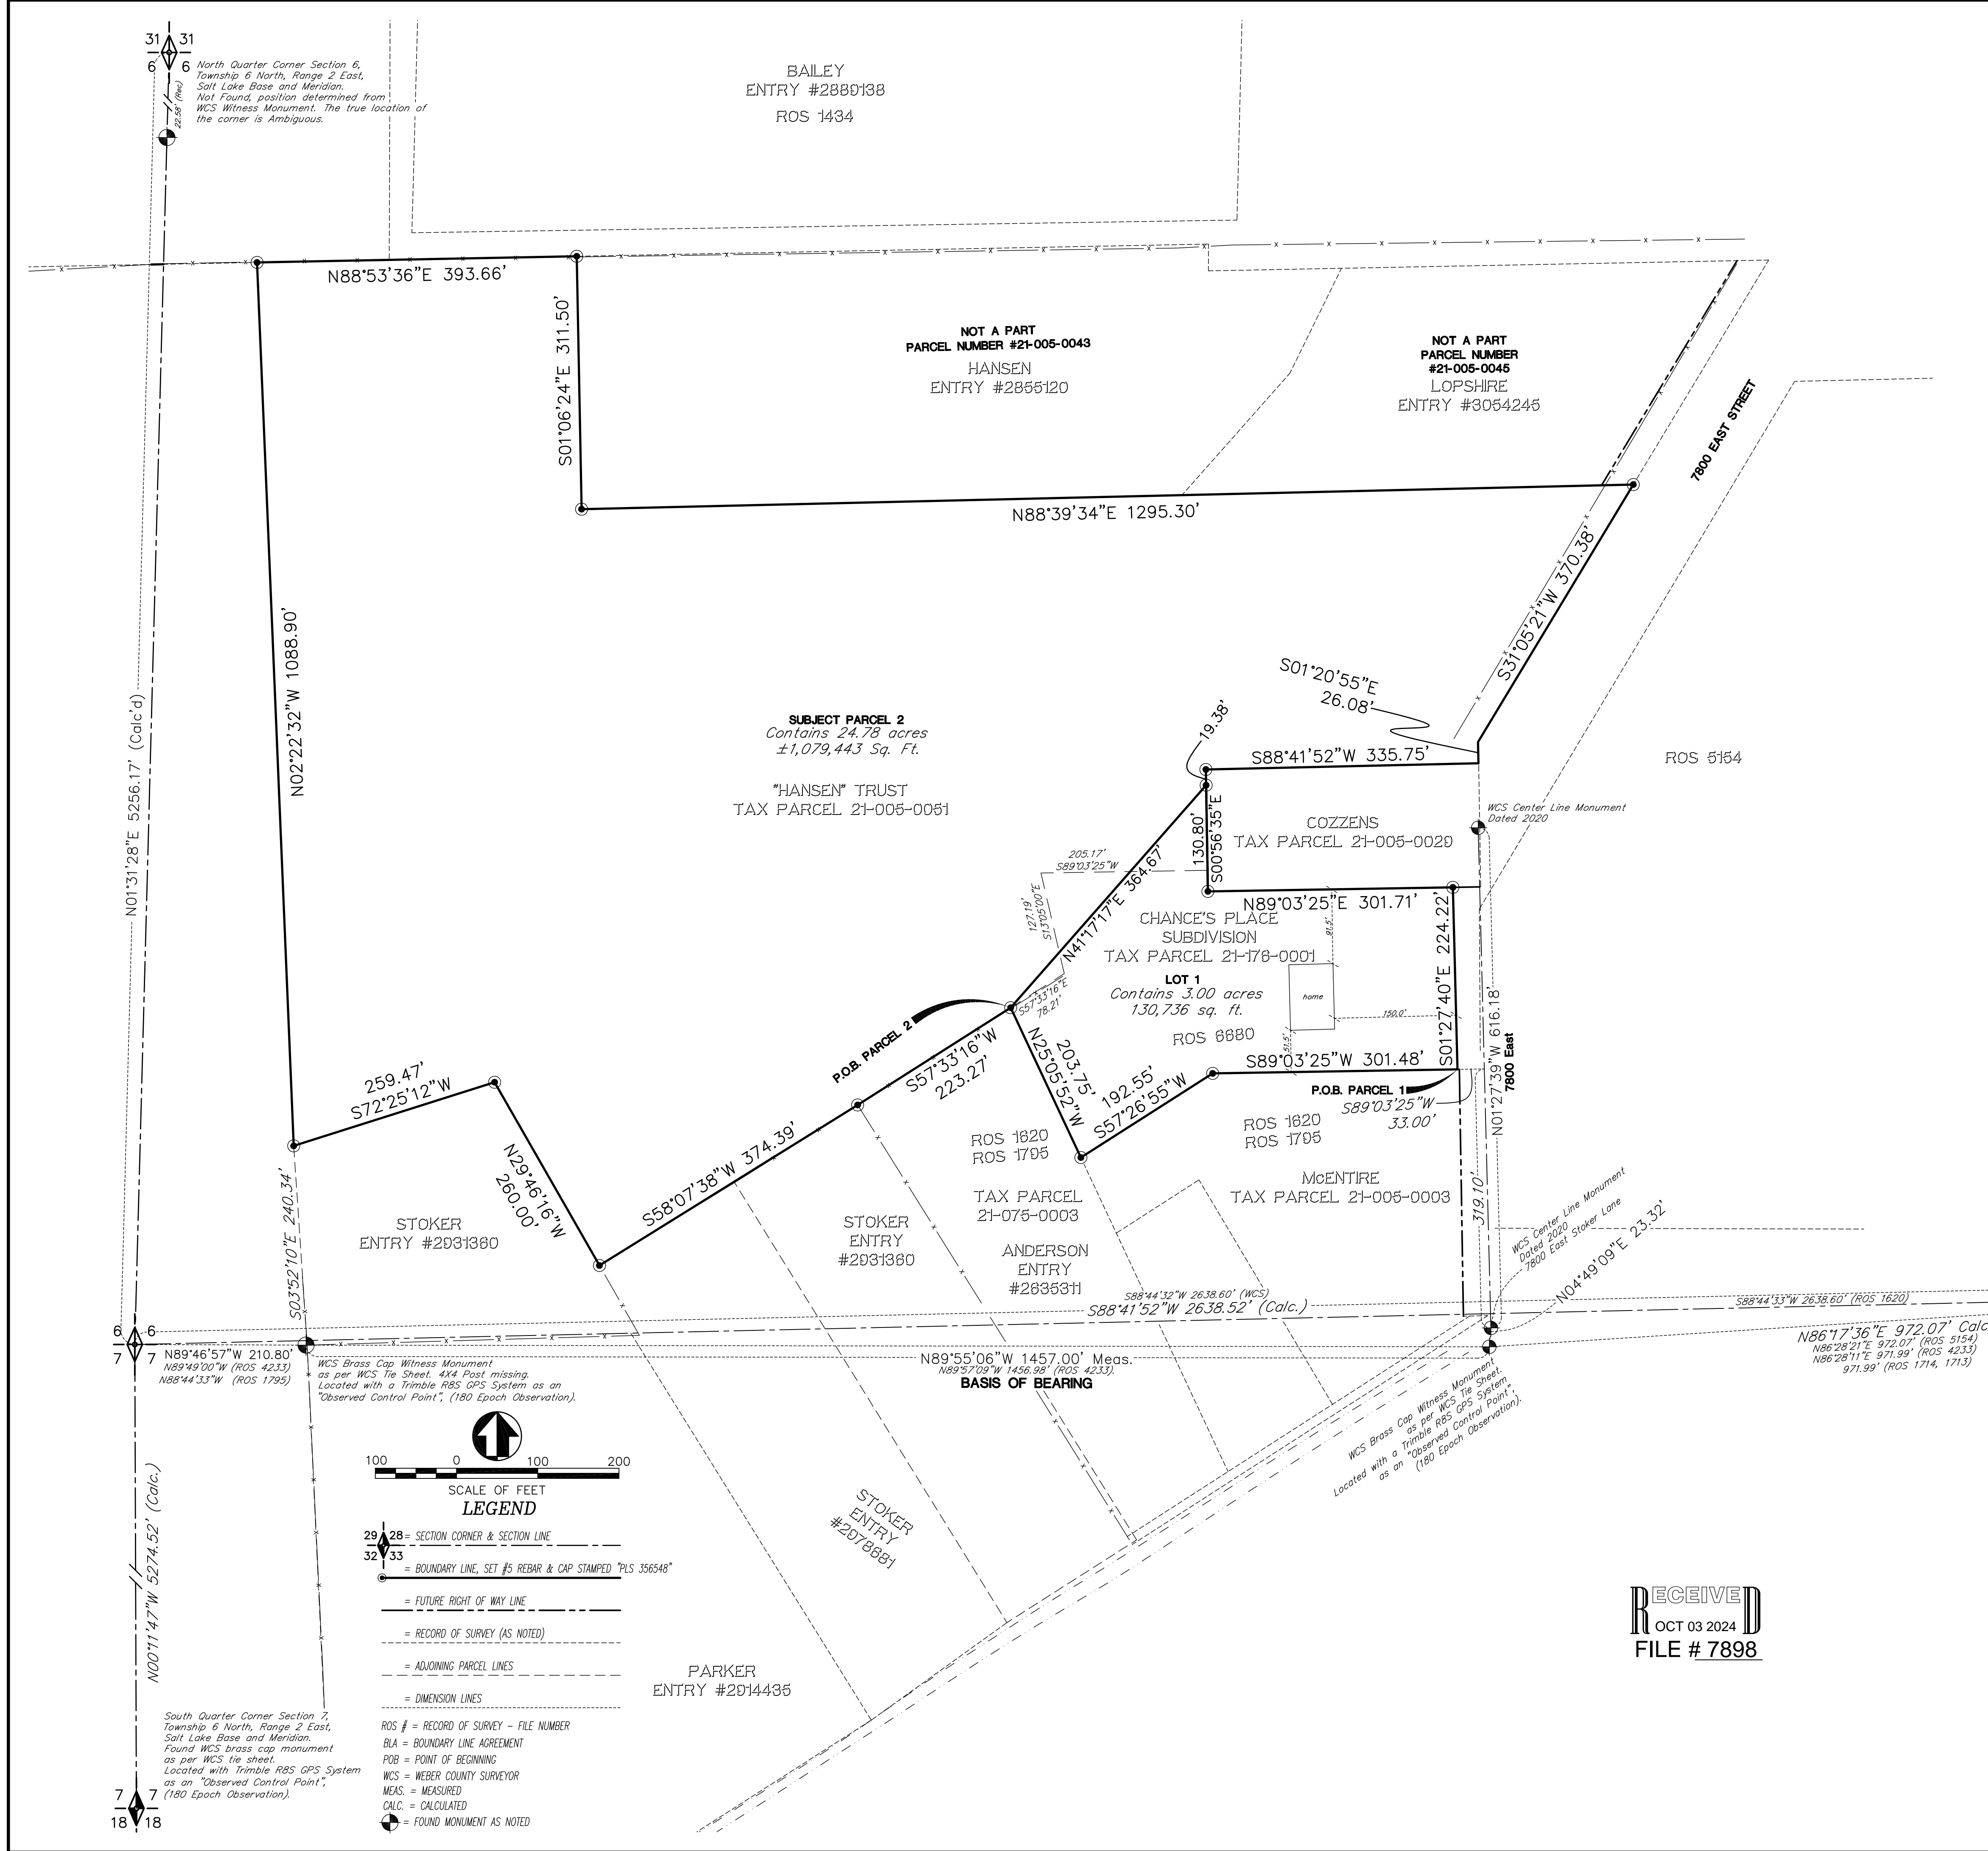 31 31
6 6
North Quarter Corner Section 6,
Township 6 North, Range 2 East,
Salt Lake Base and Meridian.
Not Found, position determined from
WCS Witness Monument. The true location of
the corner is Ambiguous.
22.58' (Rec)
BAILEY
ENTRY #2889138
ROS 1434
N88°53'36"E 393.66'
S01°06'24"E 311.50'
NOT A PART
PARCEL NUMBER #21-005-0043
HANSEN
ENTRY #2855120
NOT A PART
PARCEL NUMBER
#21-005-0045
LOPSHIRE
ENTRY #3054245
7800 EAST STREET
N88°39'34"E 1295.30'
S31°05'21"W 370.38'
N02°22'32"W 1088.90'
N01°31'28"E 5256.17' (Calc'd)
S01°20'55"E
26.08'
SUBJECT PARCEL 2
Contains 24.78 acres
±1,079,443 Sq. Ft.
"HANSEN" TRUST
TAX PARCEL 21-005-0051
19.38'
S88°41'52"W 335.75'
ROS 5154
130.80'
S00°56'35"E
COZZENS
TAX PARCEL 21-005-0029
WCS Center Line Monument
Dated 2020
205.17'
S89°03'25"W
127.19'
S13°05'00"E
N41°17'17"E 364.67'
N89°03'25"E 301.71'
CHANCE'S PLACE
SUBDIVISION
TAX PARCEL 21-176-0001
LOT 1
Contains 3.00 acres
130,736 sq. ft.
ROS 6680
91.5'
home
150.0'
51.5'
S01°27'40"E 224.22'
N01°27'39"W 616.18'
7800 East
S57°33'16"E
78.21'
P.O.B. PARCEL 2
S57°33'16"W
223.27'
N25°05'52"W
203.75'
192.55'
S57°26'55"W
S89°03'25"W 301.48'
P.O.B. PARCEL 1
S89°03'25"W
33.00'
259.47'
S72°25'12"W
N29°46'16"W
260.00'
S58°07'38"W 374.39'
ROS 1620
ROS 1795
ROS 1620
ROS 1795
McENTIRE
TAX PARCEL 21-005-0003
TAX PARCEL
21-075-0003
ANDERSON
ENTRY
#2635311
STOKER
ENTRY #2931360
STOKER
ENTRY
#2931360
S03°52'10"E 240.34'
319.10'
WCS Center Line Monument
Dated 2020
7800 East Stoker Lane
N04°49'09"E 23.32'
S88°44'32"W 2638.60' (WCS)
S88°41'52"W 2638.52' (Calc.)
S88°44'33"W 2638.60' (ROS 1620)
6 6
7 7
N89°46'57"W 210.80'
N89°49'00"W (ROS 4233)
N88°44'33"W (ROS 1795)
WCS Brass Cap Witness Monument
as per WCS Tie Sheet. 4X4 Post missing.
Located with a Trimble R8S GPS System as an
"Observed Control Point", (180 Epoch Observation).
N89°55'06"W 1457.00' Meas.
N89°57'09"W 1456.98' (ROS 4233).
BASIS OF BEARING
N86°17'36"E 972.07' Calc
N86°28'21"E 972.07' (ROS 5154)
N86°28'11"E 971.99' (ROS 4233)
971.99' (ROS 1714, 1713)
WCS Brass Cap Witness Monument
as per WCS Tie Sheet.
Located with a Trimble R8S GPS System
as an "Observed Control Point",
(180 Epoch Observation).
100 0 100 200
SCALE OF FEET
LEGEND
29 28
32 33
= SECTION CORNER & SECTION LINE
= BOUNDARY LINE, SET #5 REBAR & CAP STAMPED "PLS 356548"
= FUTURE RIGHT OF WAY LINE
= RECORD OF SURVEY (AS NOTED)
= ADJOINING PARCEL LINES
= DIMENSION LINES
ROS # = RECORD OF SURVEY - FILE NUMBER
BLA = BOUNDARY LINE AGREEMENT
POB = POINT OF BEGINNING
WCS = WEBER COUNTY SURVEYOR
MEAS. = MEASURED
CALC. = CALCULATED
= FOUND MONUMENT AS NOTED
STOKER
ENTRY
#2978681
PARKER
ENTRY #2914435
N00°11'47"W 5274.52' (Calc.)
South Quarter Corner Section 7,
Township 6 North, Range 2 East,
Salt Lake Base and Meridian.
Found WCS brass cap monument
as per WCS tie sheet.
Located with Trimble R8S GPS System
as an "Observed Control Point",
(180 Epoch Observation).
7 7
18 18
RECEIVED
OCT 03 2024
FILE # 7898